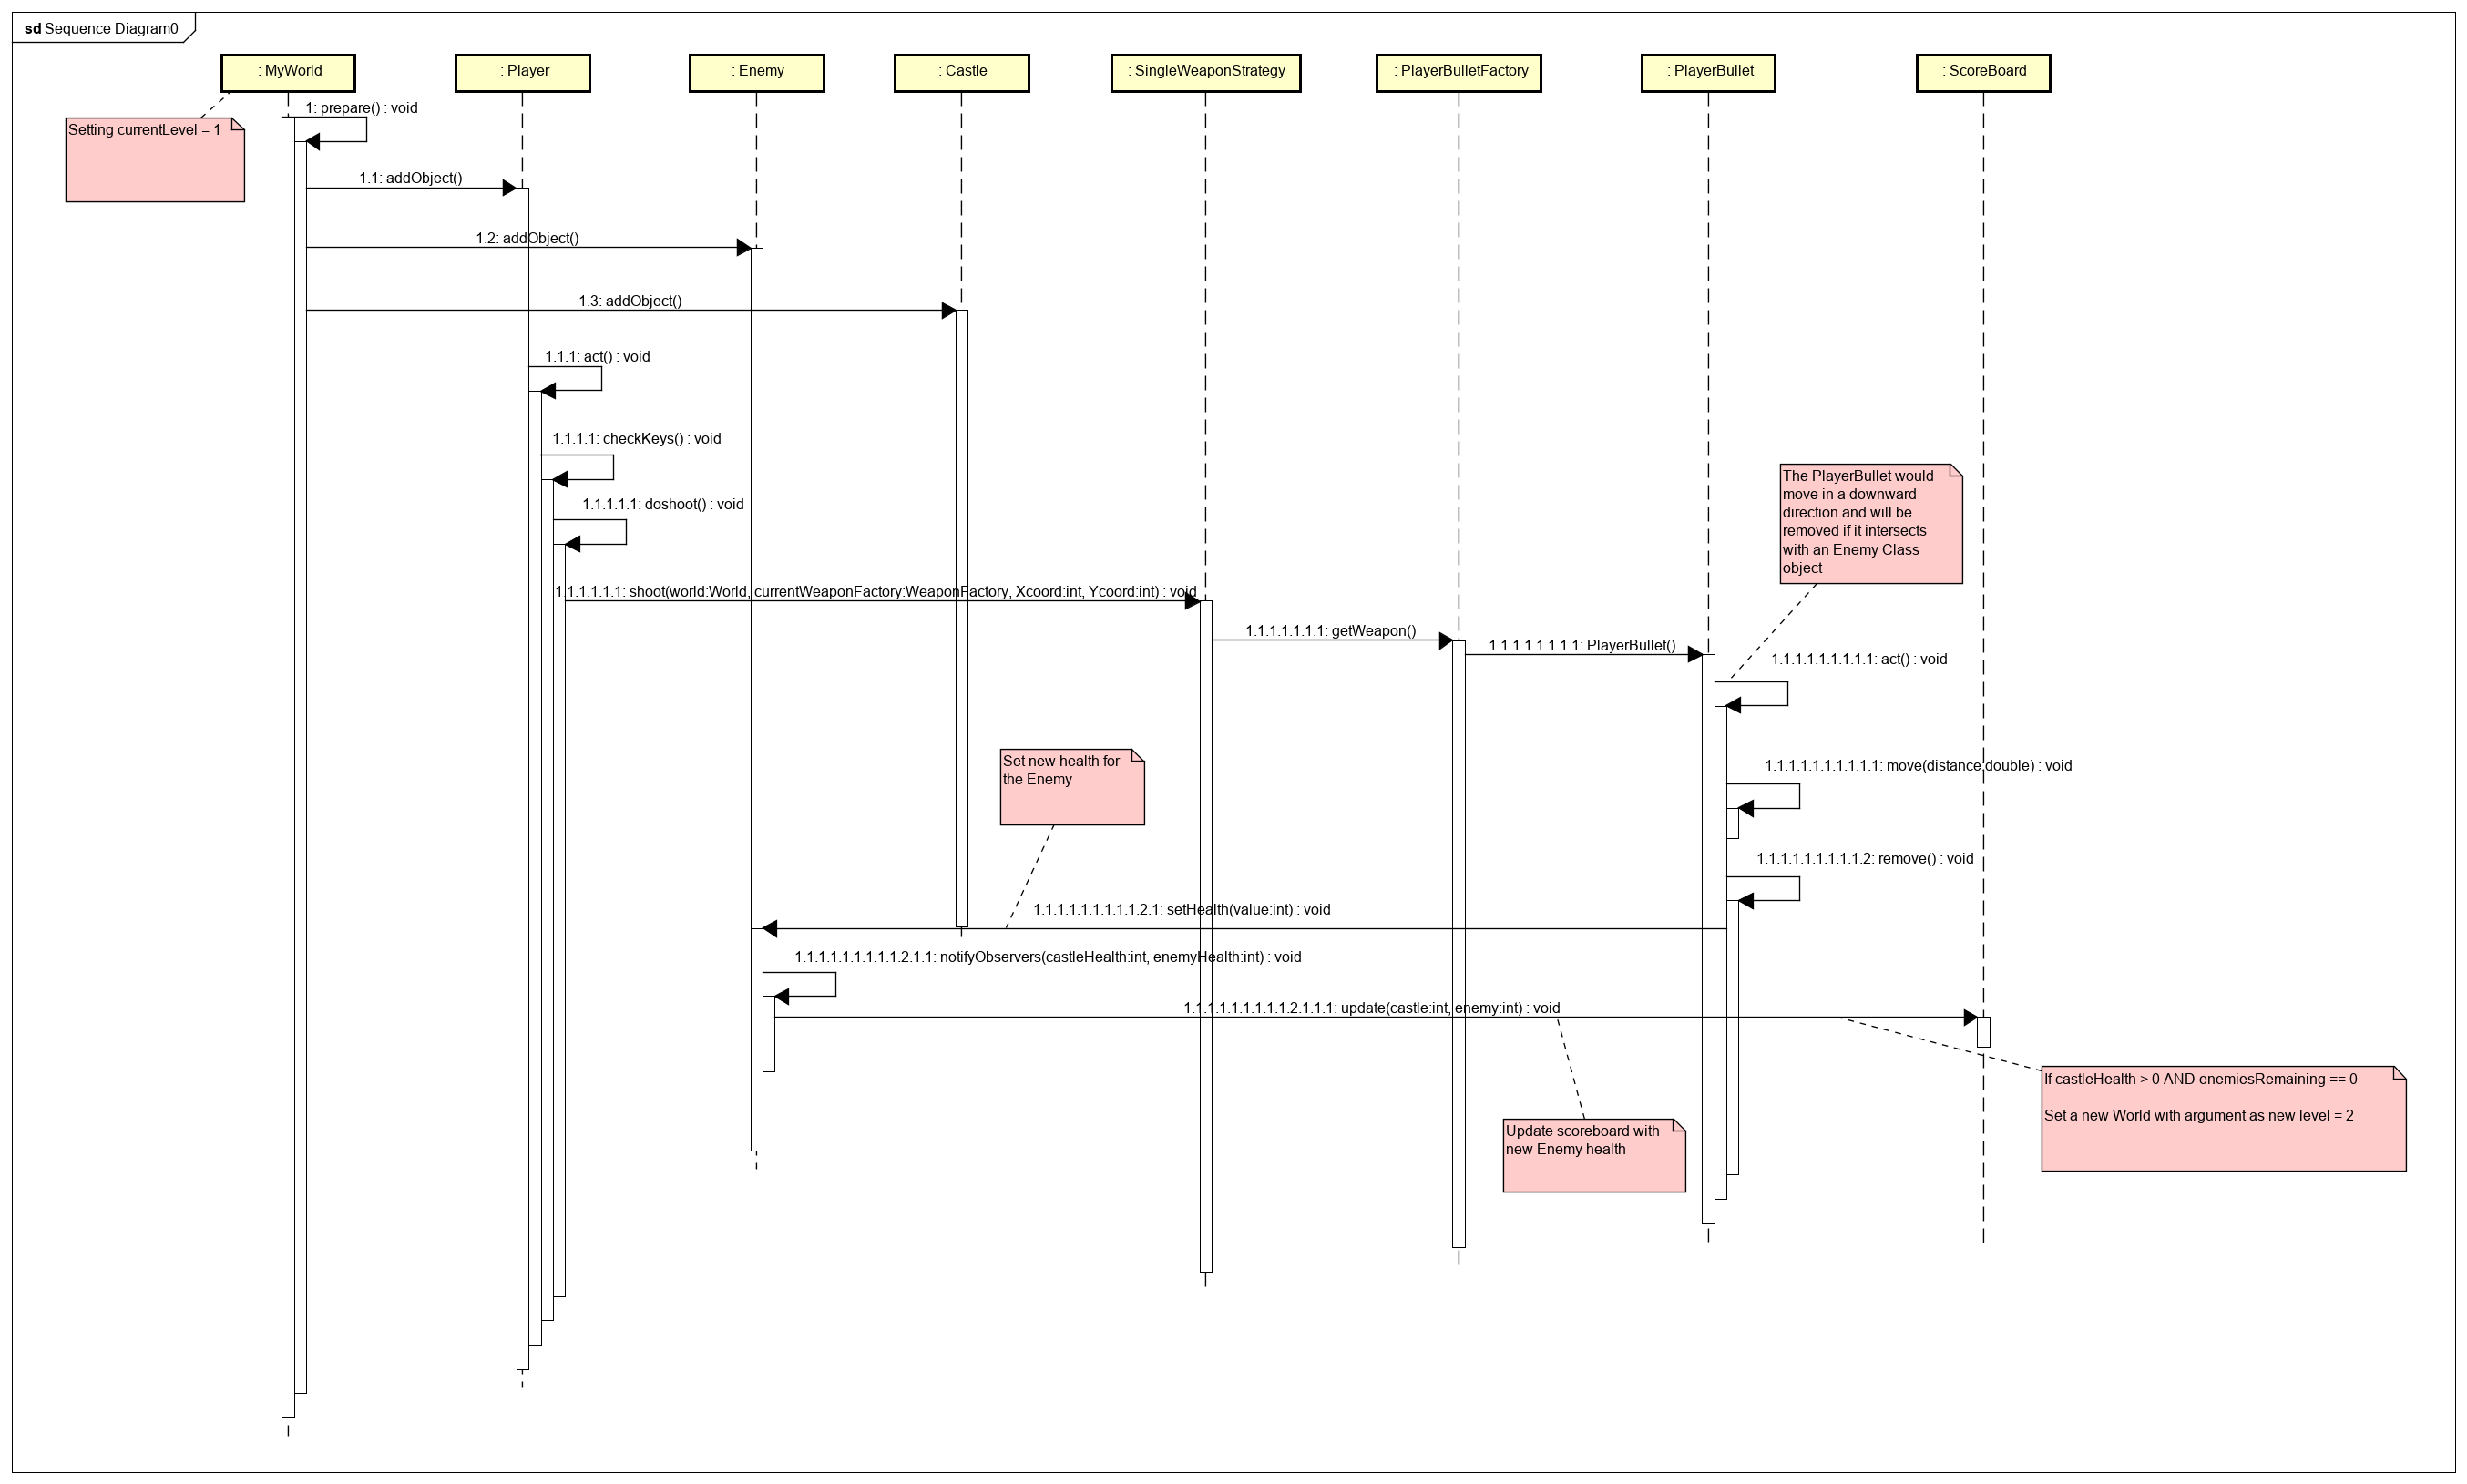 sd Sequence Diagram0
: MyWorld
: Player
: Enemy
: Castle
: SingleWeaponStrategy
: PlayerBulletFactory
: PlayerBullet
: ScoreBoard
1: prepare() : void
Setting currentLevel = 1
1.1: addObject()
1.2: addObject()
1.3: addObject()
1.1.1: act() : void
1.1.1.1: checkKeys() : void
The PlayerBullet would
move in a downward
direction and will be
removed if it intersects
with an Enemy Class
object
1.1.1.1.1: doshoot() : void
1.1.1.1.1.1: shoot(world:World, currentWeaponFactory:WeaponFactory, Xcoord:int, Ycoord:int) : void
1.1.1.1.1.1.1: getWeapon()
1.1.1.1.1.1.1.1: PlayerBullet()
1.1.1.1.1.1.1.1.1: act() : void
Set new health for
the Enemy
1.1.1.1.1.1.1.1.1.1: move(distance:double) : void
1.1.1.1.1.1.1.1.1.2: remove() : void
1.1.1.1.1.1.1.1.1.2.1: setHealth(value:int) : void
1.1.1.1.1.1.1.1.1.2.1.1: notifyObservers(castleHealth:int, enemyHealth:int) : void
1.1.1.1.1.1.1.1.1.2.1.1.1: update(castle:int, enemy:int) : void
If castleHealth > 0 AND enemiesRemaining == 0
Set a new World with argument as new level = 2
Update scoreboard with
new Enemy health